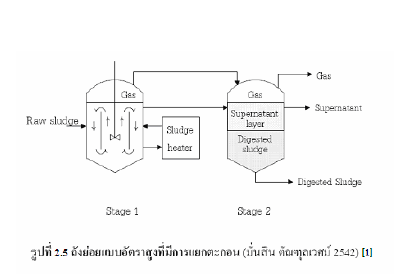 Gas
Gas
Gas
Supernatant
Supernatant
layer
Raw sludge
Sludge
heater
Digested
sludge
Digested Sludge
Stage 1
Stage 2
รูปที่ 2.5 ถังย่อยแบบอัตราสูงที่มีการแยกตะกอน (มั่นสิน ตัณฑุลเวศม์ 2542) [1]